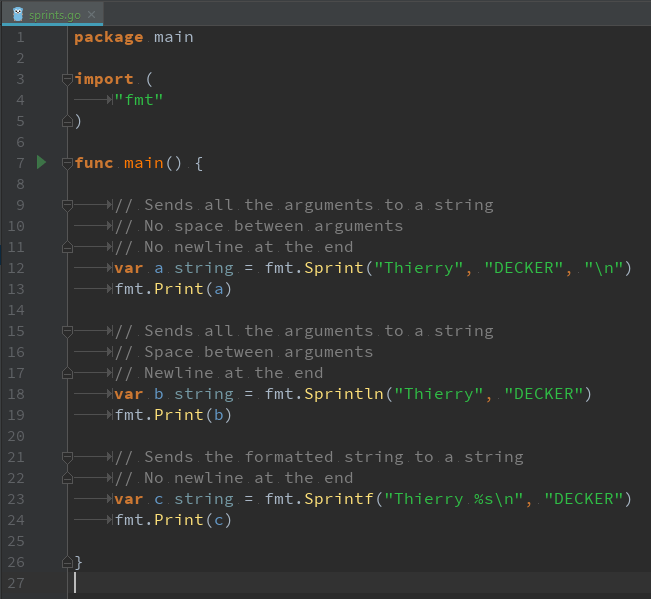 sprints.go
1 package main
2
3 import (
4 "fmt"
5 )
6
7 func main() {
8
9 // Sends all the arguments to a string
10 // No space between arguments
11 // No newline at the end
12 var a string = fmt.Sprint("Thierry", "DECKER", "\n")
13 fmt.Print(a)
14
15 // Sends all the arguments to a string
16 // Space between arguments
17 // Newline at the end
18 var b string = fmt.Sprintln("Thierry", "DECKER")
19 fmt.Print(b)
20
21 // Sends the formatted string to a string
22 // No newline at the end
23 var c string = fmt.Sprintf("Thierry %s\n", "DECKER")
24 fmt.Print(c)
25
26 }
27